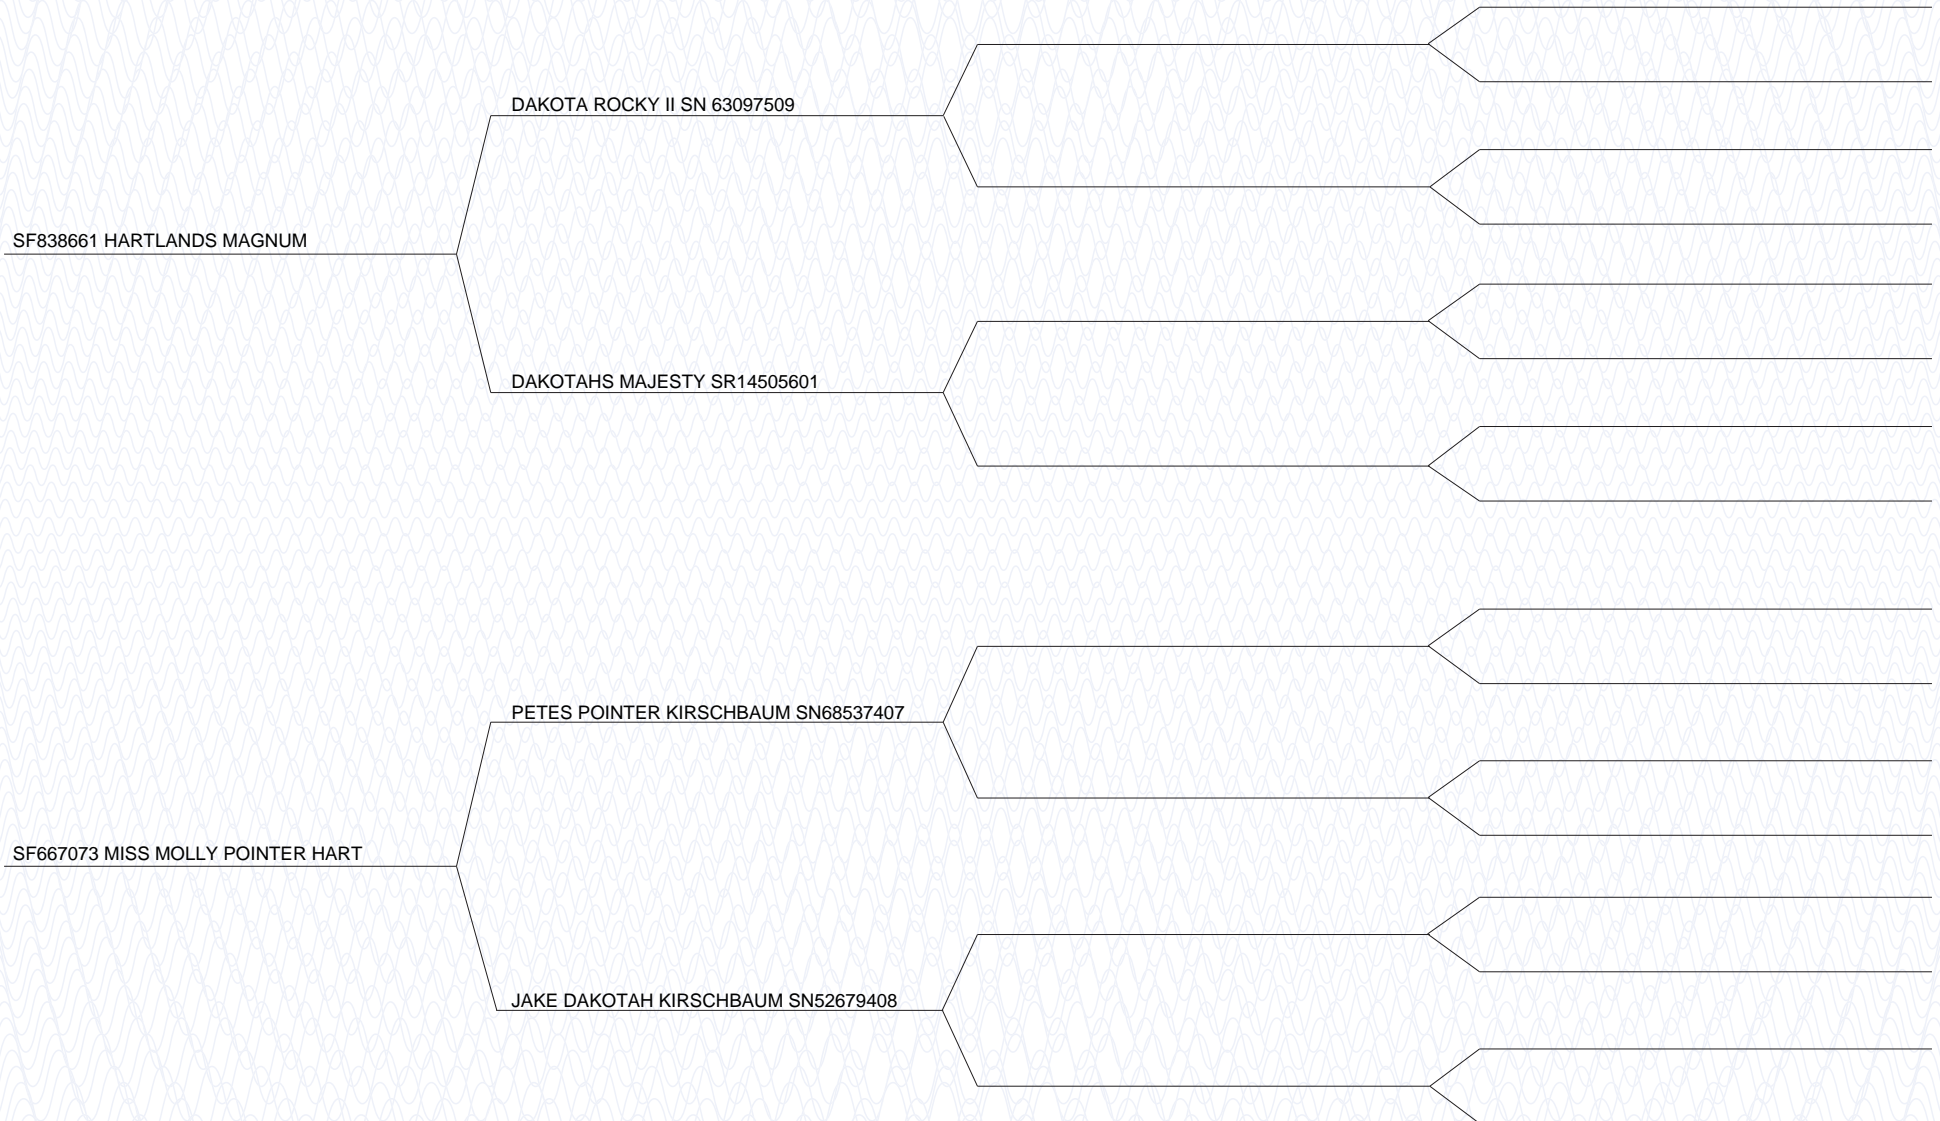 DAKOTA ROCKY II SN 63097509
SF838661 HARTLANDS MAGNUM
DAKOTAHS MAJESTY SR14505601
PETES POINTER KIRSCHBAUM SN68537407
SF667073 MISS MOLLY POINTER HART
JAKE DAKOTAH KIRSCHBAUM SN52679408